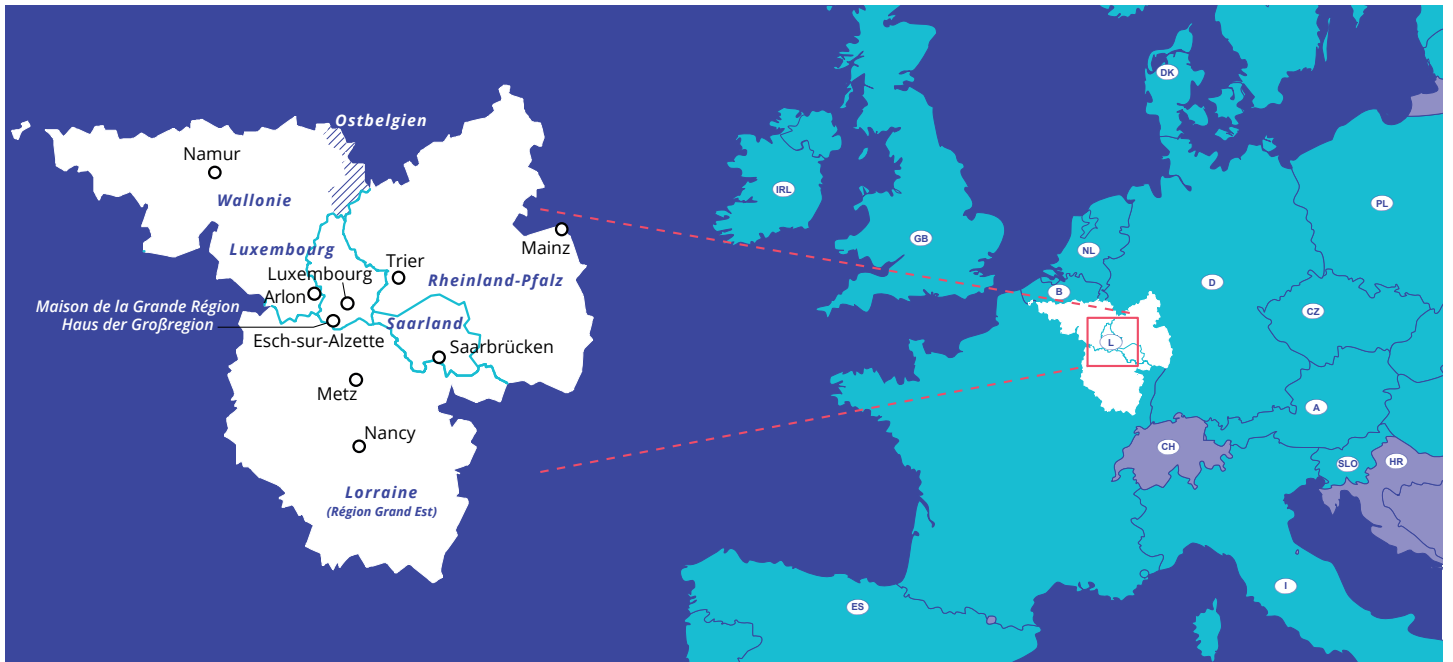 Ostbelgien
Namur
Wallonie
Mainz
Luxembourg
Trier
Luxembourg
Rheinland-Pfalz
Arlon
Maison de la Grande Région
Haus der Großregion
Saarland
Esch-sur-Alzette
Saarbrücken
Metz
Nancy
Lorraine
(Région Grand Est)
DK
IRL
PL
GB
NL
D
B
CZ
L
A
CH
SLO
HR
I
ES